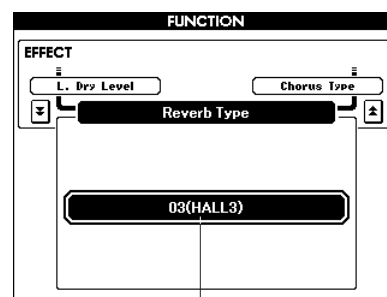 FUNCTION
EFFECT
L. Dry Level
Chorus Type
Reverb Type
03(HALL3)